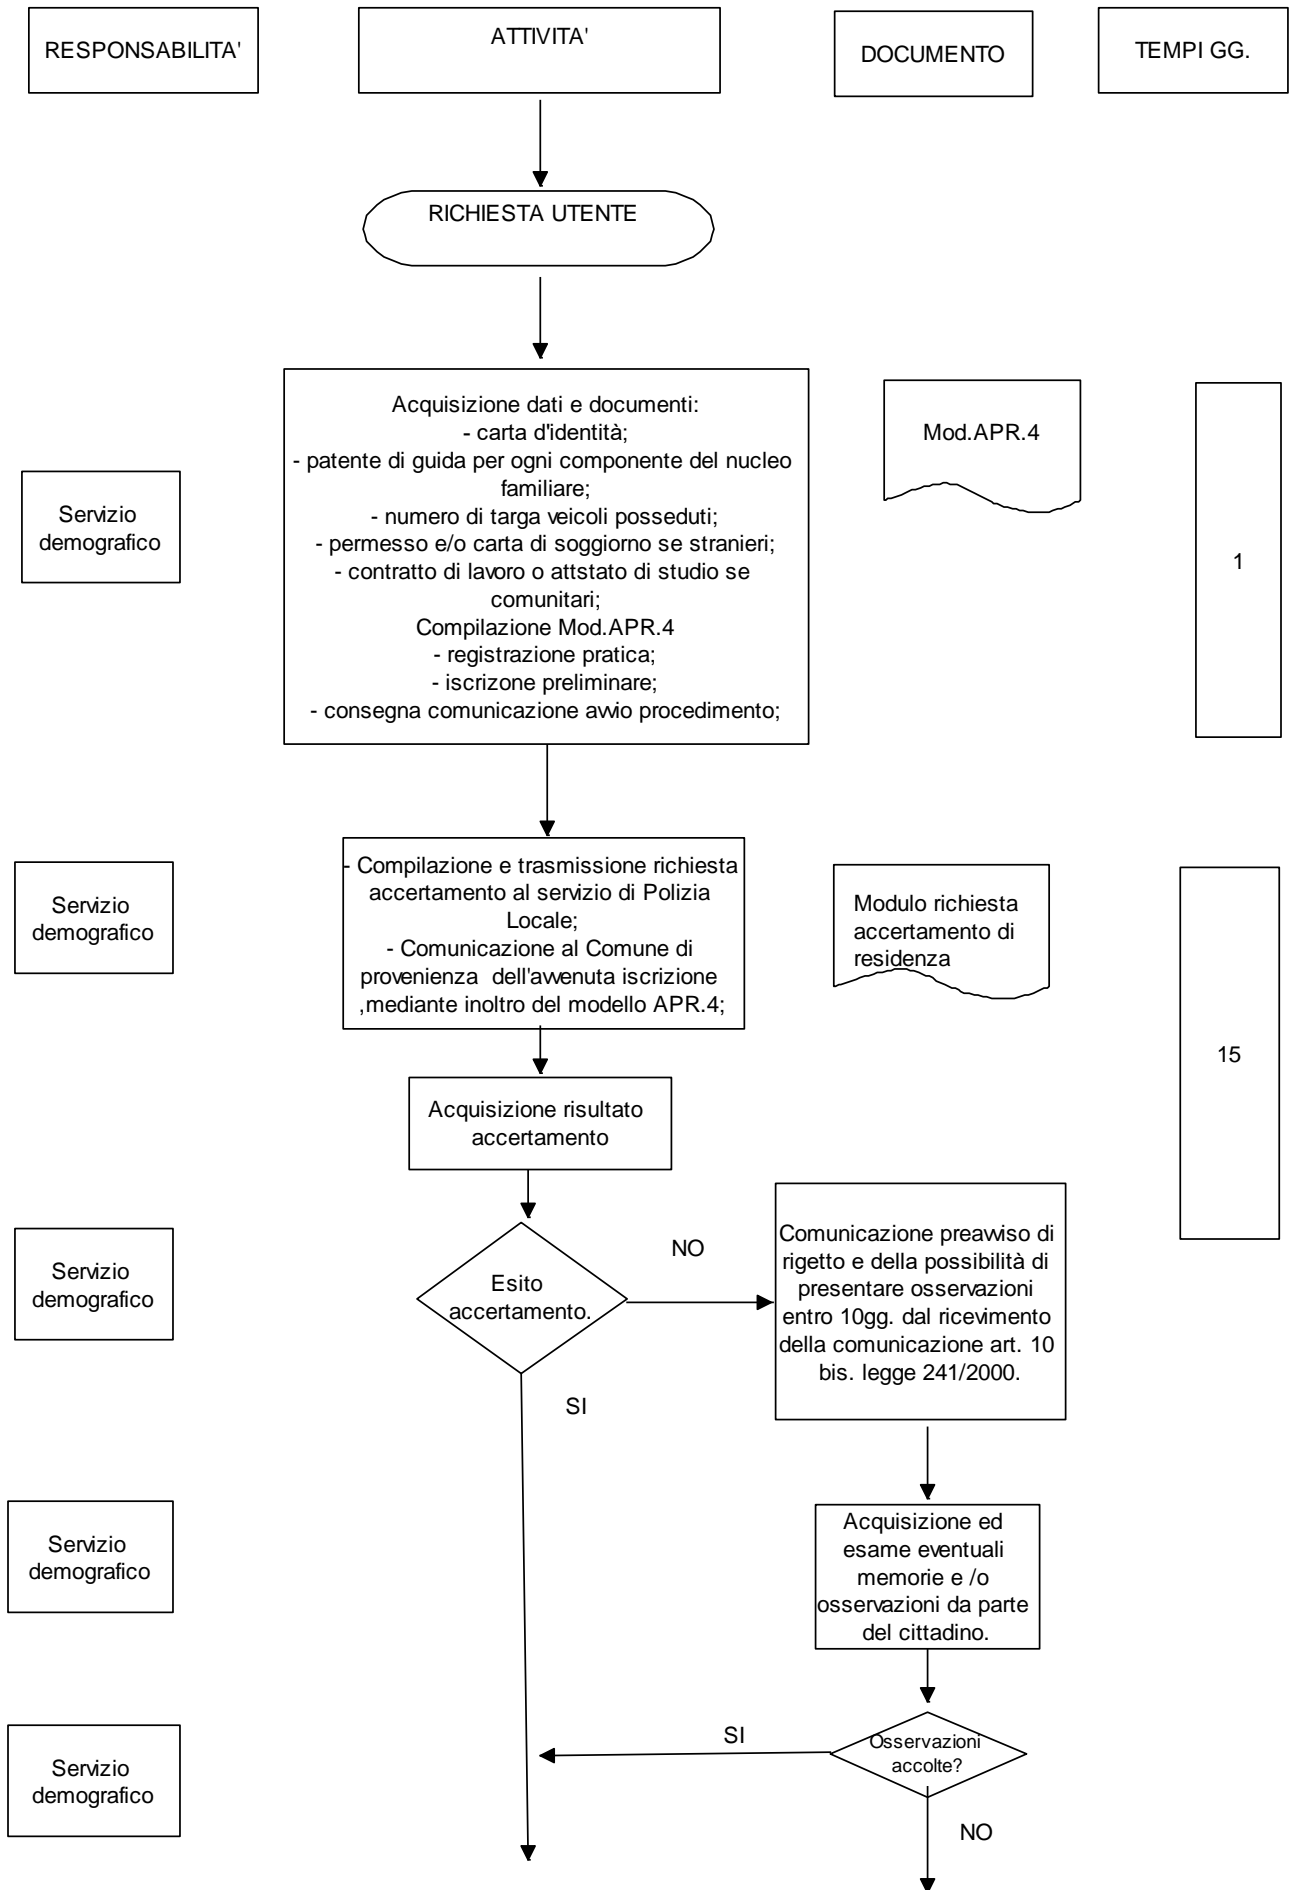 RESPONSABILITA'
ATTIVITA'
DOCUMENTO
TEMPI GG.
RICHIESTA UTENTE
Servizio
demografico
Acquisizione dati e documenti:
- carta d'identità;
- patente di guida per ogni componente del nucleo
familiare;
- numero di targa veicoli posseduti;
- permesso e/o carta di soggiorno se stranieri;
- contratto di lavoro o attstato di studio se
comunitari;
Compilazione Mod.APR.4
- registrazione pratica;
- iscrizone preliminare;
- consegna comunicazione avvio procedimento;
Mod.APR.4
1
Servizio
demografico
- Compilazione e trasmissione richiesta
accertamento al servizio di Polizia
Locale;
- Comunicazione al Comune di
provenienza dell'avvenuta iscrizione
,mediante inoltro del modello APR.4;
Modulo richiesta
accertamento di
residenza
15
Acquisizione risultato
accertamento
Servizio
demografico
Esito
accertamento.
NO
SI
Comunicazione preavviso di
rigetto e della possibilità di
presentare osservazioni
entro 10gg. dal ricevimento
della comunicazione art. 10
bis. legge 241/2000.
Servizio
demografico
Acquisizione ed
esame eventuali
memorie e /o
osservazioni da parte
del cittadino.
Servizio
demografico
SI
Osservazioni
accolte?
NO